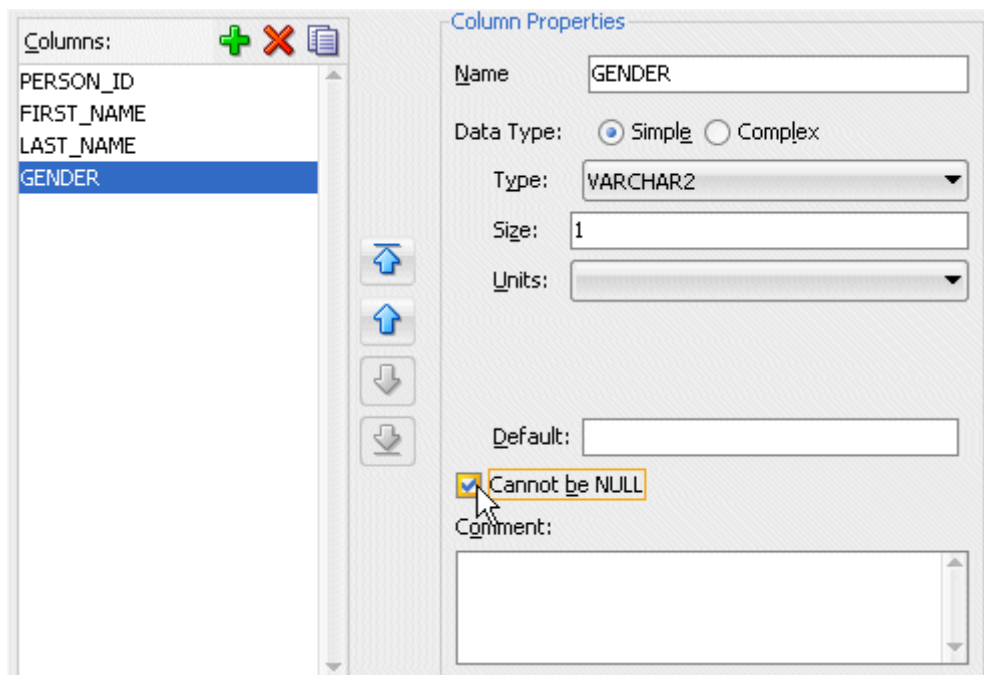 Columns:
PERSON_ID
FIRST_NAME
LAST_NAME
GENDER
Column Properties
Name GENDER
Data Type: Simple Complex
Type: VARCHAR2
Size: 1
Units:
Default:
Cannot be NULL
Comment: